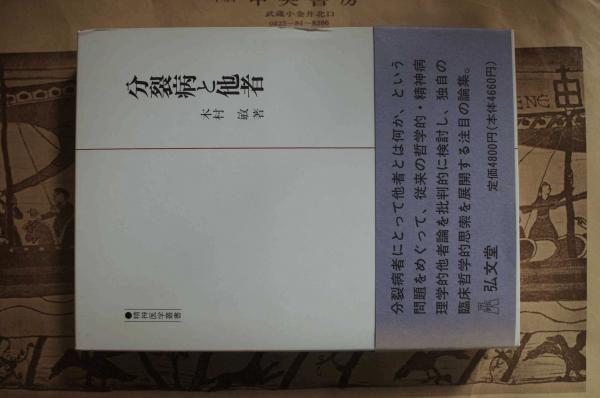 武蔵小金井北口
0423-84-8286
分裂病と他者
木村 敏 著
●精神医学叢書
分裂病者にとって他者とは何か、という
問題をめぐって、従来の哲学的・精神病
理学的他者論を批判的に検討し、独自の
臨床哲学的思索を展開する注目の論集。
定価4800円(本体4660円)
弘文堂